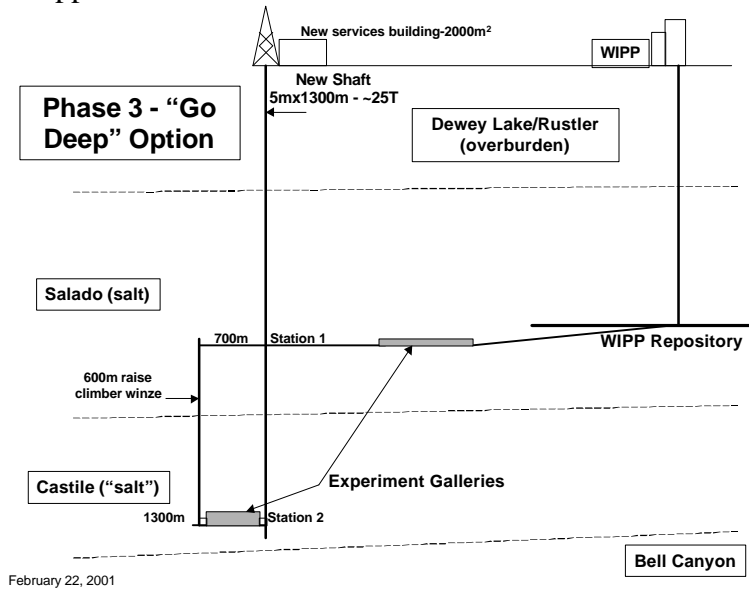 New services building-2000m²
WIPP
New Shaft
5mx1300m - ~25T
Phase 3 - “Go
Deep” Option
Dewey Lake/Rustler
(overburden)
Salado (salt)
700m
Station 1
WIPP Repository
600m raise
climber winze
Castile (“salt”)
Experiment Galleries
1300m
Station 2
Bell Canyon
February 22, 2001